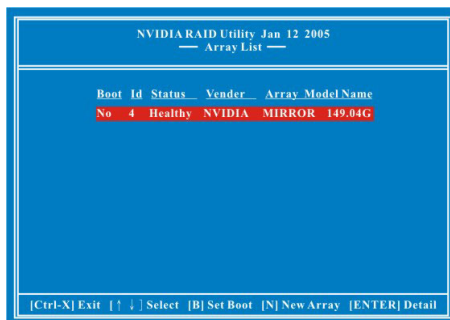 NVIDIA RAID Utility Jan 12 2005
— Array List —
Boot Id Status Vender Array Model Name
No 4 Healthy NVIDIA MIRROR 149.04G
[Ctrl-X] Exit [↑ ↓] Select [B] Set Boot [N] New Array [ENTER] Detail